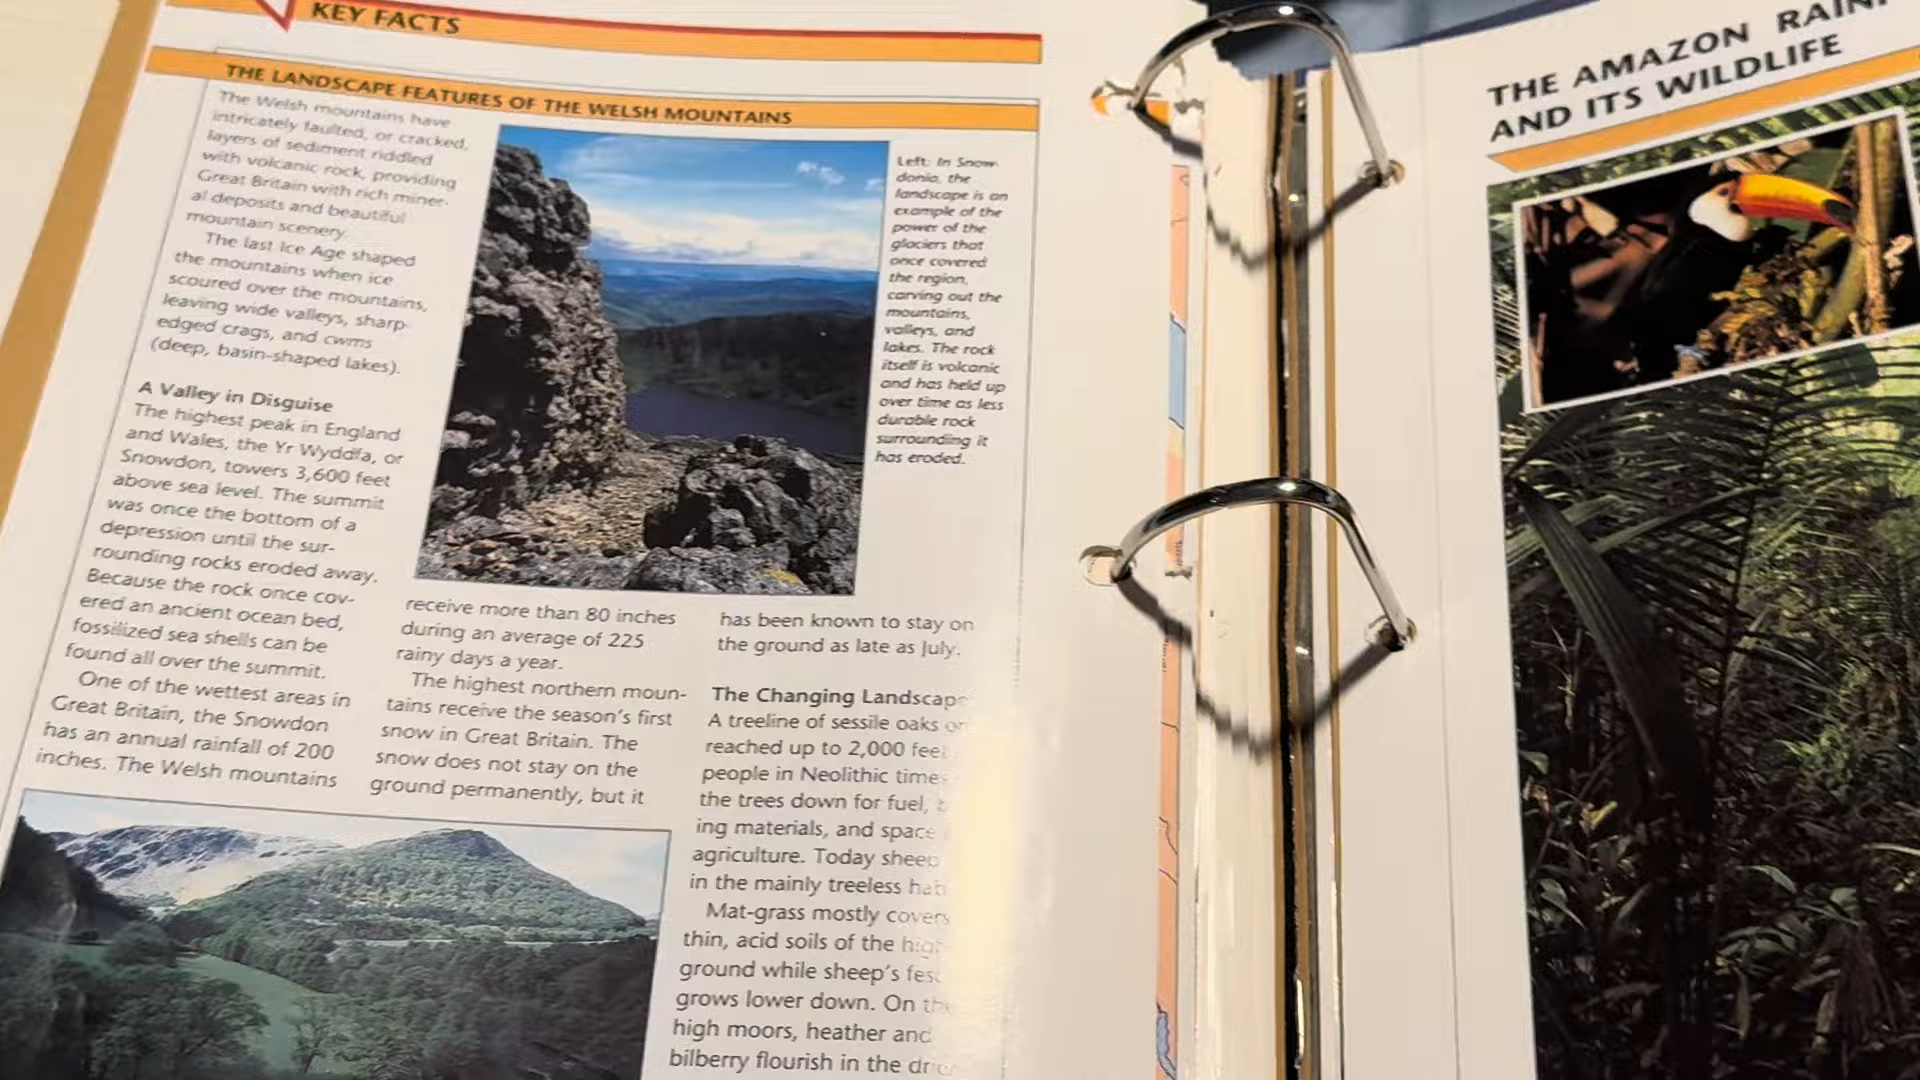 KEY FACTS
THE LANDSCAPE FEATURES OF THE WELSH MOUNTAINS
The Welsh mountains have
intricately faulted, or cracked,
layers of sediment riddled
with volcanic rock, providing
Great Britain with rich miner-
al deposits and beautiful
mountain scenery.
The last Ice Age shaped
the mountains when ice
scoured over the mountains,
leaving wide valleys, sharp-
edged crags, and cwms
(deep, basin-shaped lakes).
A Valley in Disguise
The highest peak in England
and Wales, the Yr Wyddfa, or
Snowdon, towers 3,600 feet
above sea level. The summit
was once the bottom of a
depression until the sur-
rounding rocks eroded away.
Because the rock once cov-
ered an ancient ocean bed,
fossilized sea shells can be
found all over the summit.
One of the wettest areas in
Great Britain, the Snowdon
has an annual rainfall of 200
inches. The Welsh mountains
receive more than 80 inches
during an average of 225
rainy days a year.
The highest northern moun-
tains receive the season's first
snow in Great Britain. The
snow does not stay on the
ground permanently, but it
has been known to stay on
the ground as late as July.
The Changing Landscape
A treeline of sessile oaks
reached up to 2,000 feet
people in Neolithic times
the trees down for fuel,
ing materials, and space
agriculture. Today sheep
in the mainly treeless
Mat-grass mostly covers
thin, acid soils of the
ground while sheep's
grows lower down. On the
high moors, heather and
bilberry flourish in the
Left: In Snow-
donia, the
landscape is an
example of the
power of the
glaciers that
once covered
the region,
carving out the
mountains,
valleys, and
lakes. The rock
itself is volcanic
and has held up
over time as less
durable rock
surrounding it
has eroded.
THE AMAZON
AND ITS WILDLIFE